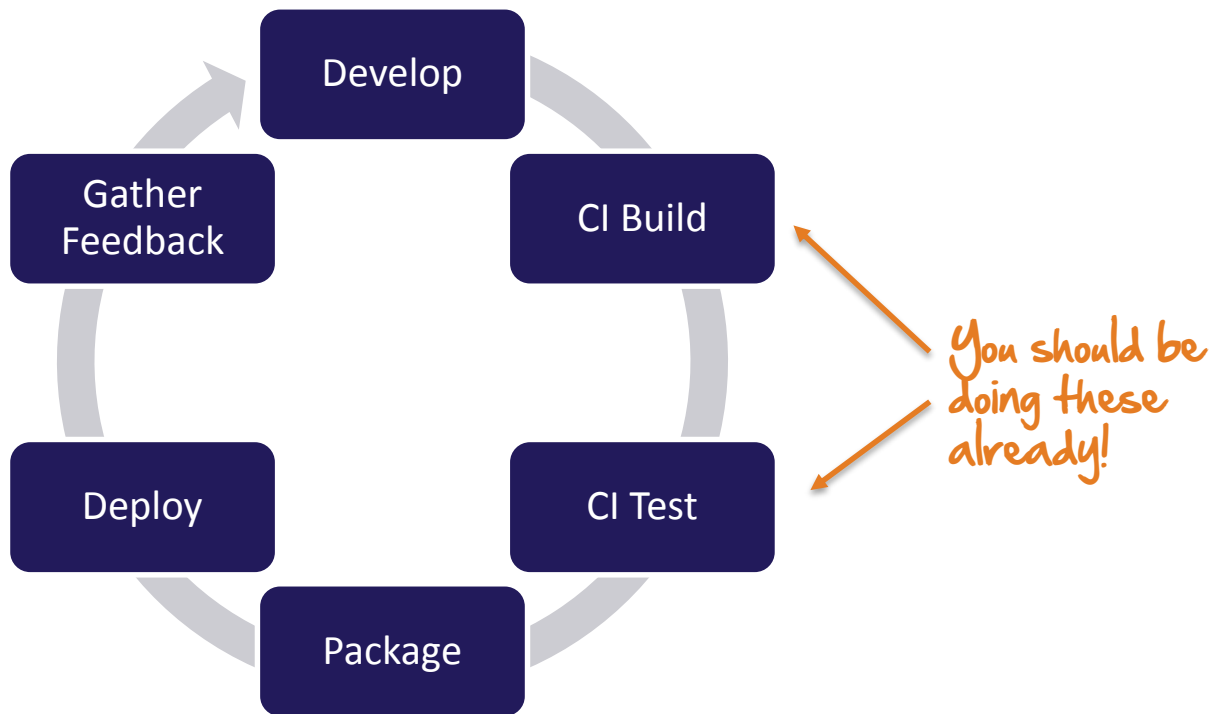 Develop
CI Build
CI Test
Package
Deploy
Gather
Feedback
You should be
doing these
already!